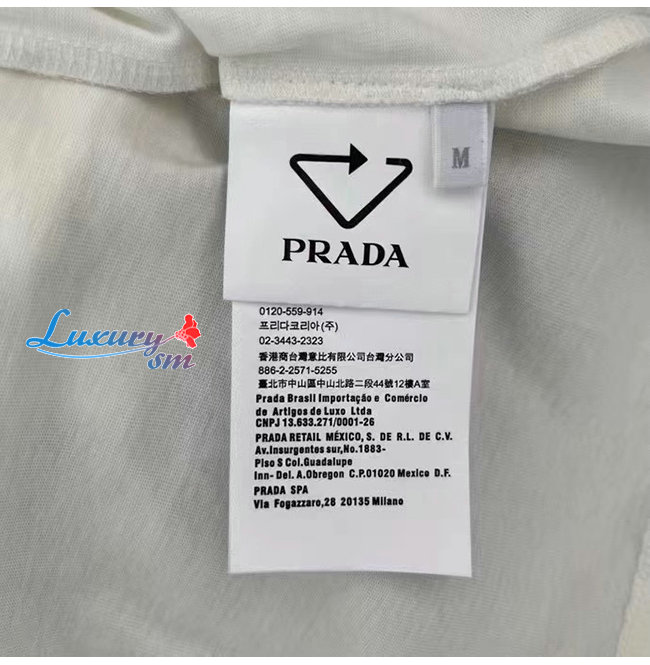 M
PRADA
0120-559-914
프리다코리아(주)
02-3443-2323
香港商台灣意比有限公司台灣分公司
886-2-2571-5255
臺北市中山區中山北路二段44號12樓A室
Prada Brasil Importação e Comércio
de Artigos de Luxo Ltda
CNPJ 13.633.271/0001-26
PRADA RETAIL MÉXICO, S. DE R.L. DE C.V.
Av.Insurgentes sur,No.1883-
Piso S Col.Guadalupe
Inn- Del. A.Obregon C.P.01020 Mexico D.F.
PRADA SPA
Via Fogazzaro,28 20135 Milano
Luxury
sm